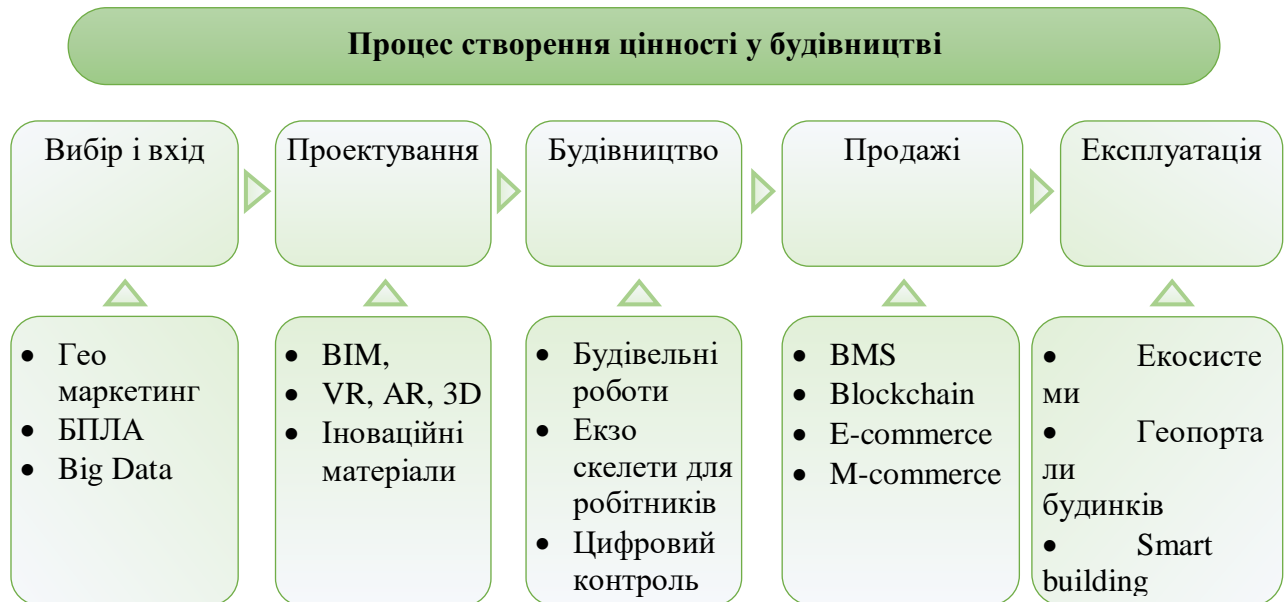 Процес створення цінності у будівництві
Вибір і вхід
Проектування
Будівництво
Продажі
Експлуатація
• Гео
маркетинг
• БПЛА
• Big Data
• BIM,
• VR, AR, 3D
• Іноваційні
матеріали
• Будівельні
роботи
• Екзо
скелети для
робітників
• Цифровий
контроль
• BMS
• Blockchain
• E-commerce
• M-commerce
• Екосисте
ми
• Геопорта
ли
будинків
• Smart
building